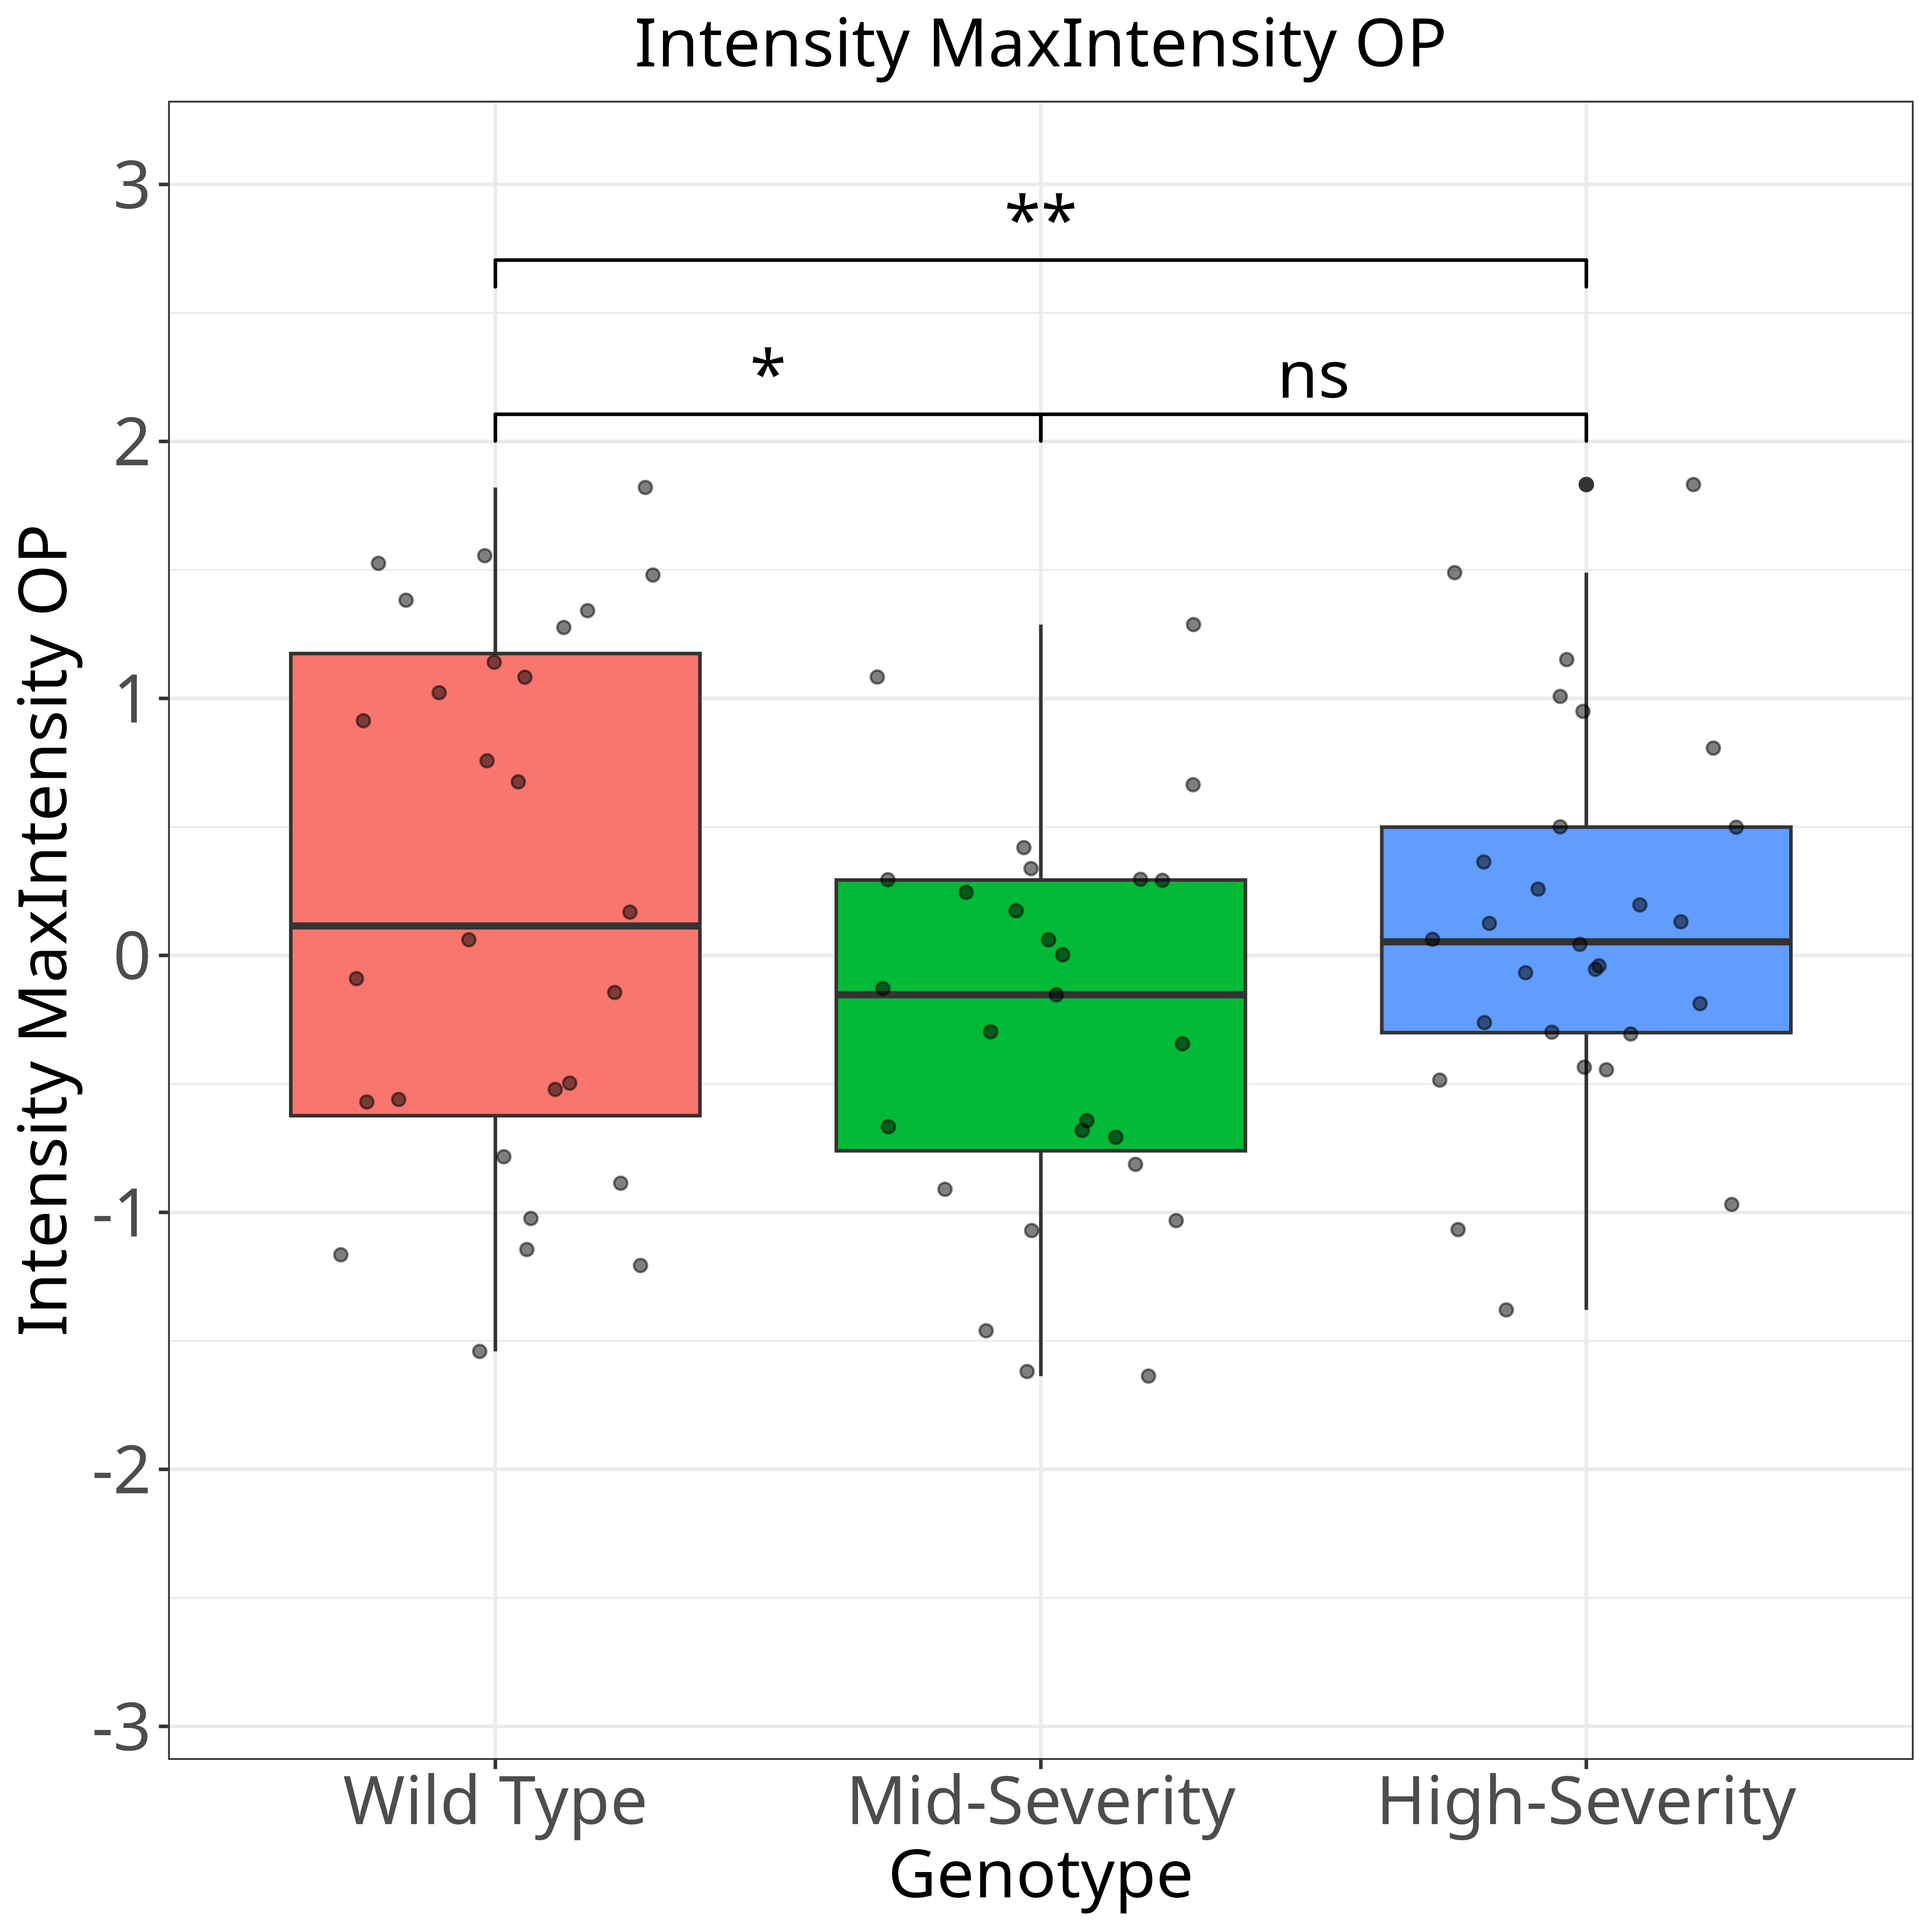 Intensity MaxIntensity OP
Intensity MaxIntensity OP
3
2
1
0
-1
-2
-3
**
*
ns
Wild Type
Mid-Severity
High-Severity
Genotype